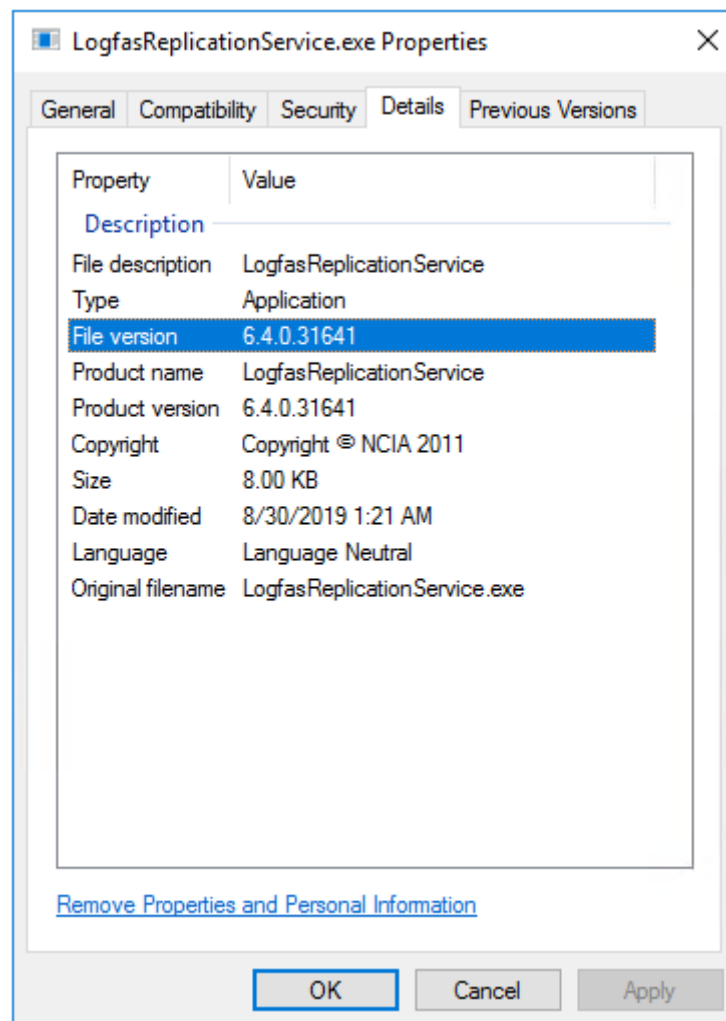 LogfasReplicationService.exe Properties
General Compatibility Security Details Previous Versions
Property Value
Description
File description LogfasReplicationService
Type Application
File version 6.4.0.31641
Product name LogfasReplicationService
Product version 6.4.0.31641
Copyright Copyright © NCIA 2011
Size 8.00 KB
Date modified 8/30/2019 1:21 AM
Language Language Neutral
Original filename LogfasReplicationService.exe
Remove Properties and Personal Information
OK Cancel Apply